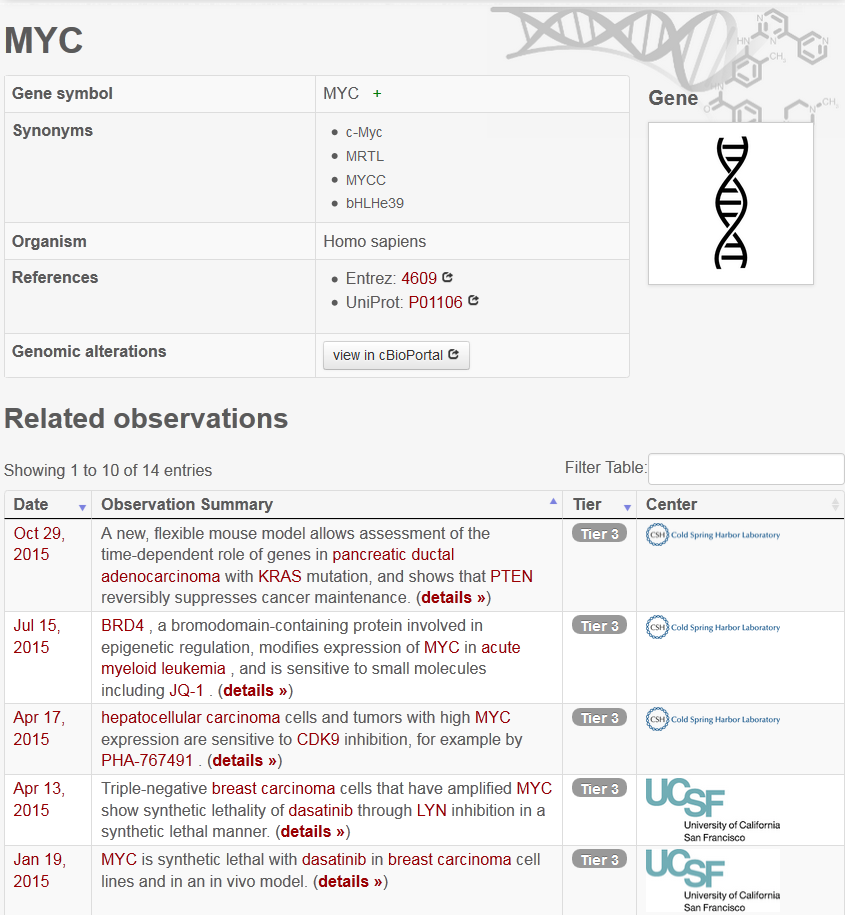 MYC
Gene symbol MYC +
Synonyms
• c-Myc
• MRTL
• MYCC
• bHLHe39
Organism Homo sapiens
References
• Entrez: 4609
• UniProt: P01106
Genomic alterations view in cBioPortal
N
N
HN
N
CH3
NH
O
N
N
CH3
Gene
Related observations
Showing 1 to 10 of 14 entries Filter Table:
Date Observation Summary Tier Center
Oct 29,
2015
A new, flexible mouse model allows assessment of the
time-dependent role of genes in pancreatic ductal
adenocarcinoma with KRAS mutation, and shows that PTEN
reversibly suppresses cancer maintenance. (details »)
Tier 3
CSH Cold Spring Harbor Laboratory
Jul 15,
2015
BRD4 , a bromodomain-containing protein involved in
epigenetic regulation, modifies expression of MYC in acute
myeloid leukemia , and is sensitive to small molecules
including JQ-1 . (details »)
Tier 3
CSH Cold Spring Harbor Laboratory
Apr 17,
2015
hepatocellular carcinoma cells and tumors with high MYC
expression are sensitive to CDK9 inhibition, for example by
PHA-767491 . (details »)
Tier 3
CSH Cold Spring Harbor Laboratory
Apr 13,
2015
Triple-negative breast carcinoma cells that have amplified MYC
show synthetic lethality of dasatinib through LYN inhibition in a
synthetic lethal manner. (details »)
Tier 3
UCSF
University of California
San Francisco
Jan 19,
2015
MYC is synthetic lethal with dasatinib in breast carcinoma cell
lines and in an in vivo model. (details »)
Tier 3
UCSF
University of California
San Francisco